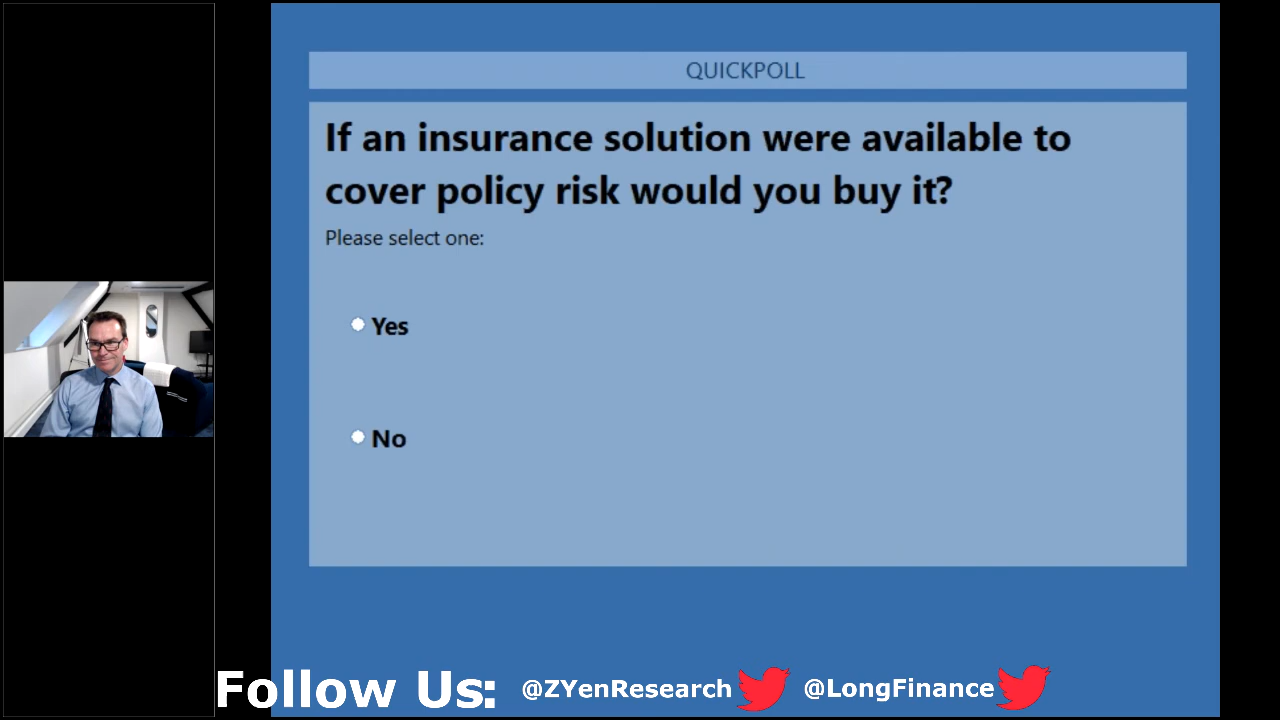 QUICKPOLL
If an insurance solution were available to
cover policy risk would you buy it?
Please select one:
Yes
No
Follow Us: @ZYenResearch @LongFinance